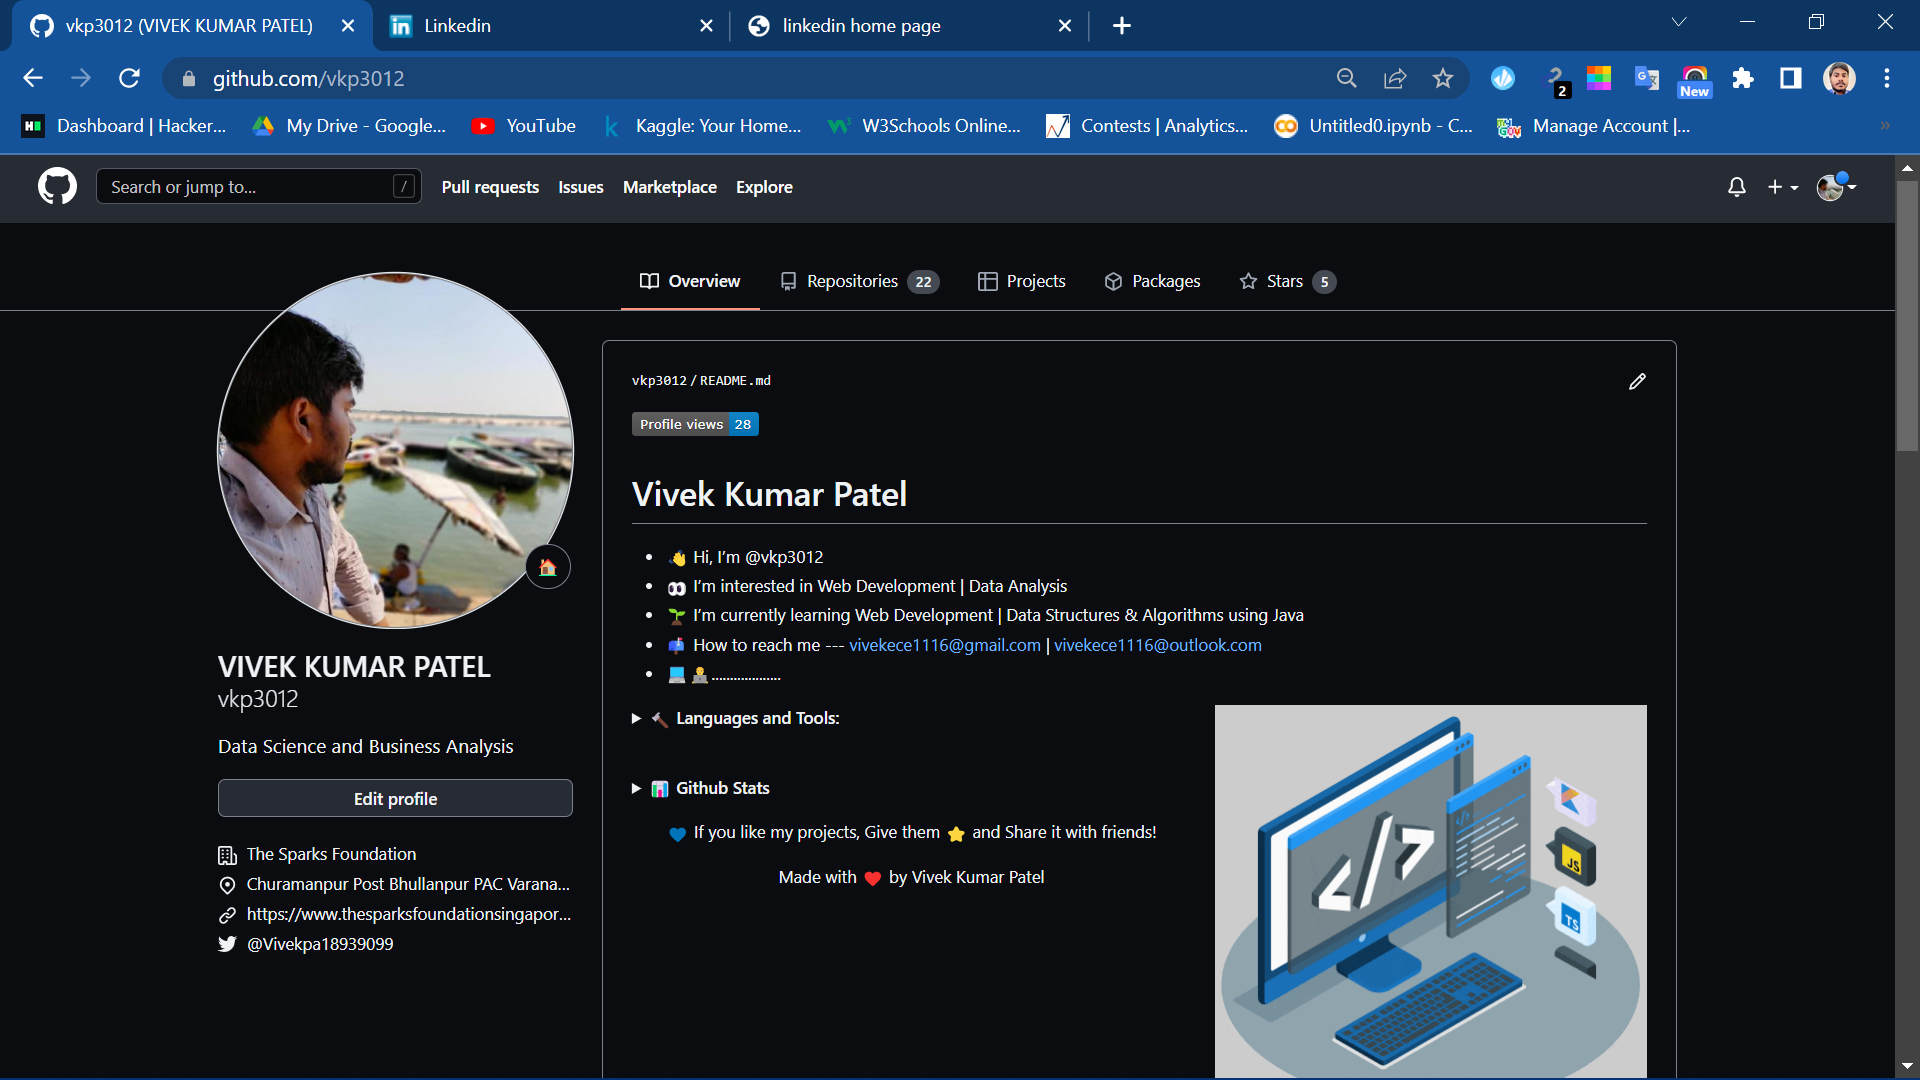 vkp3012 (VIVEK KUMAR PATEL)
Linkedin
linkedin home page
github.com/vkp3012
2
New
Dashboard | Hacker...
My Drive - Google...
YouTube
Kaggle: Your Home...
W3Schools Online...
Contests | Analytics...
Untitled0.ipynb - C...
Manage Account |...
Search or jump to...
/
Pull requests
Issues
Marketplace
Explore
Overview
Repositories 22
Projects
Packages
Stars 5
vkp3012 / README.md
Profile views 28
Vivek Kumar Patel
Hi, I’m @vkp3012
I’m interested in Web Development | Data Analysis
I’m currently learning Web Development | Data Structures & Algorithms using Java
How to reach me --- vivekece1116@gmail.com | vivekece1116@outlook.com
...................
Languages and Tools:
Github Stats
If you like my projects, Give them ⭐ and Share it with friends!
Made with ❤ by Vivek Kumar Patel
</> 
JS
TS
VIVEK KUMAR PATEL
vkp3012
Data Science and Business Analysis
Edit profile
The Sparks Foundation
Churamanpur Post Bhullanpur PAC Varana...
https://www.thesparksfoundationsingapor...
@Vivekpa18939099